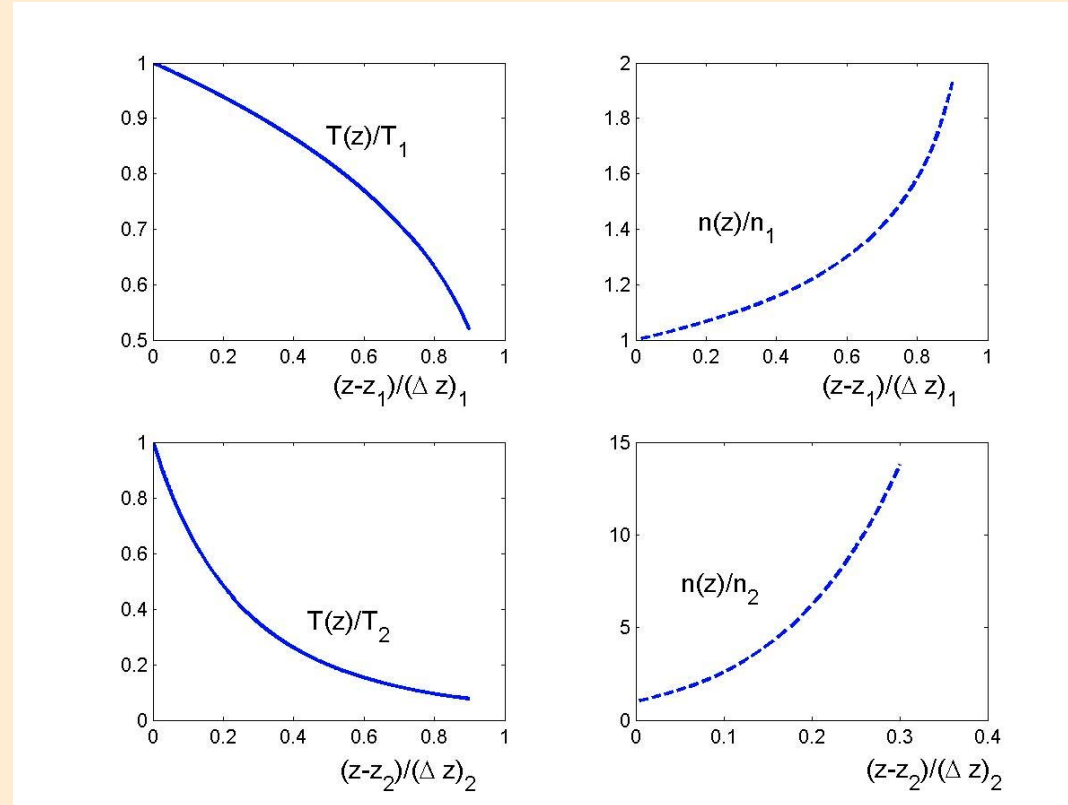 1
0.9
0.8
0.7
0.6
0.5
0 0.2 0.4 0.6 0.8 1
T(z)/T₁
(z-z₁)/(Δ z)₁
2
1.8
1.6
1.4
1.2
1
0 0.2 0.4 0.6 0.8 1
n(z)/n₁
(z-z₁)/(Δ z)₁
1
0.8
0.6
0.4
0.2
0
0 0.2 0.4 0.6 0.8 1
T(z)/T₂
(z-z₂)/(Δ z)₂
15
10
5
0
0 0.1 0.2 0.3 0.4
n(z)/n₂
(z-z₂)/(Δ z)₂